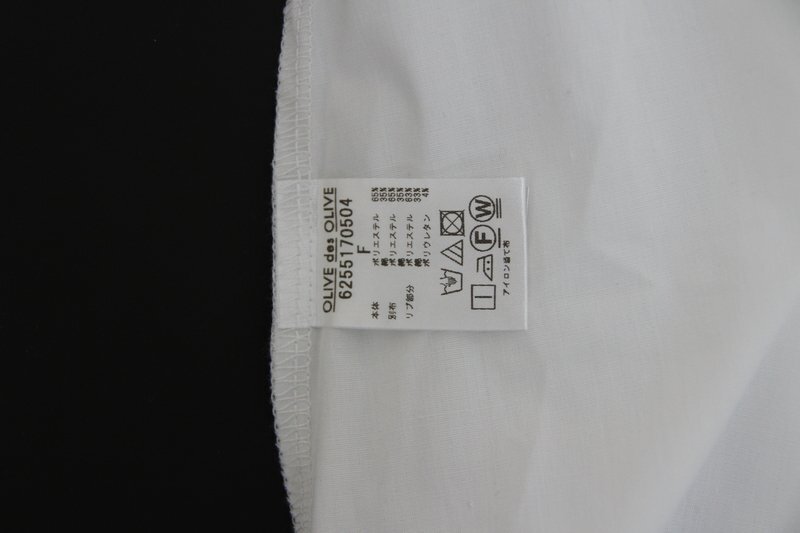 OLIVE des OLIVE
6255170504
F
本体 ポリエステル 65%
綿 35%
別布 ポリエステル 65%
綿 35%
リブ部分 ポリエステル 63%
綿 33%
ポリウレタン 4%
F W
アイロン盛て布